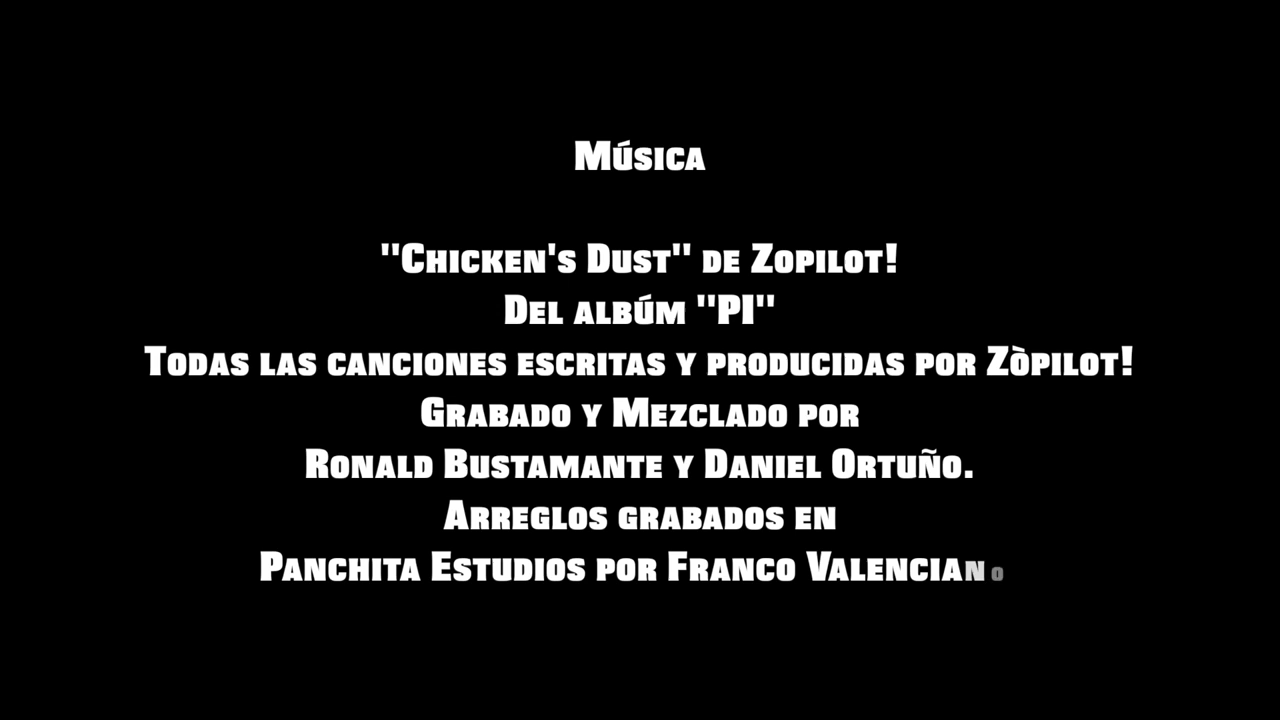 Música
"Chicken's Dust" de Zopilot!
Del albúm "PI"
Todas las canciones escritas y producidas por Zòpilot!
Grabado y Mezclado por
Ronald Bustamante y Daniel Ortuño.
Arreglos grabados en
Panchita Estudios por Franco Valenciano